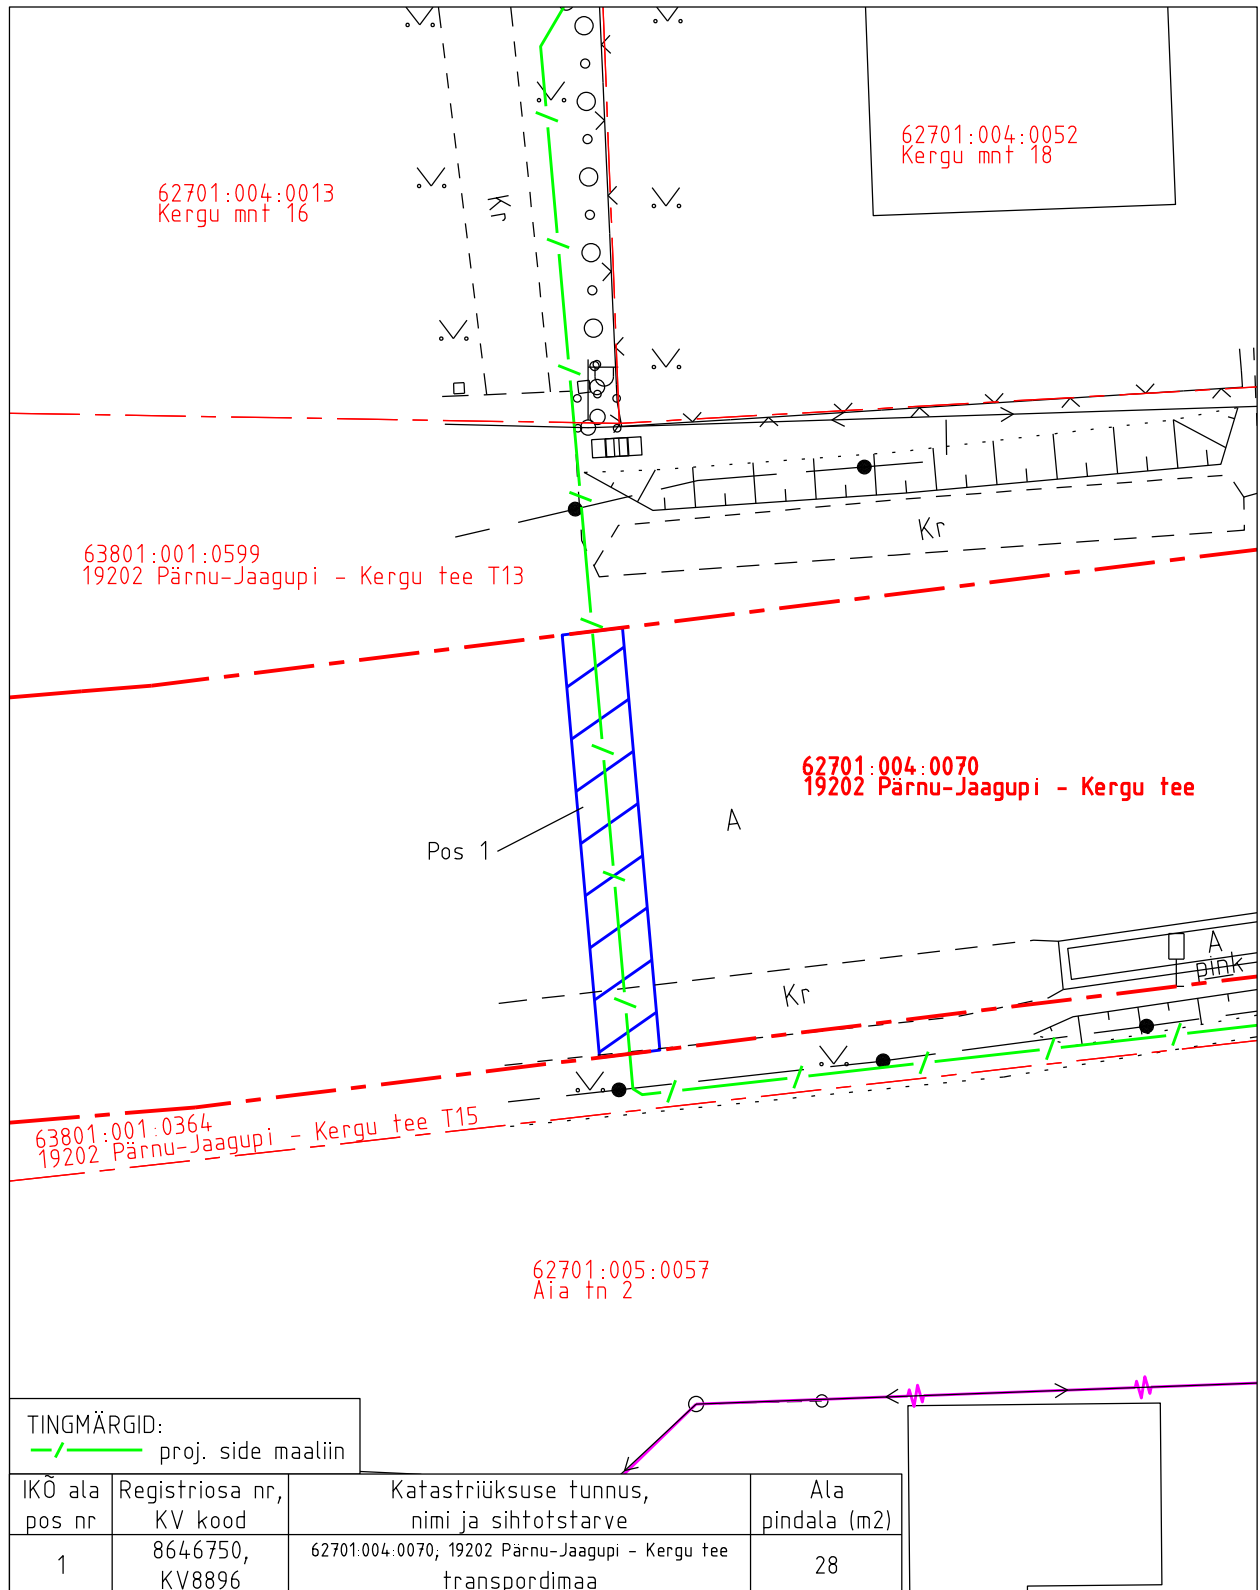 62701:004:0052
Kergu mnt 18
62701:004:0013
Kergu mnt 16
Kr
Kr
63801:001:0599
19202 Pärnu-Jaagupi - Kergu tee T13
62701:004:0070
19202 Pärnu-Jaagupi - Kergu tee
A
Pos 1
A
pink
Kr
63801:001:0364
19202 Pärnu-Jaagupi - Kergu tee T15
62701:005:0057
Aia tn 2
TINGMÄRGID:
proj. side maaliin
IKÕ ala pos nr
Registriosa nr, KV kood
Katastriüksuse tunnus, nimi ja sihtotstarve
Ala pindala (m2)
1
8646750, KV8896
62701:004:0070; 19202 Pärnu-Jaagupi - Kergu tee
transpordimaa
28